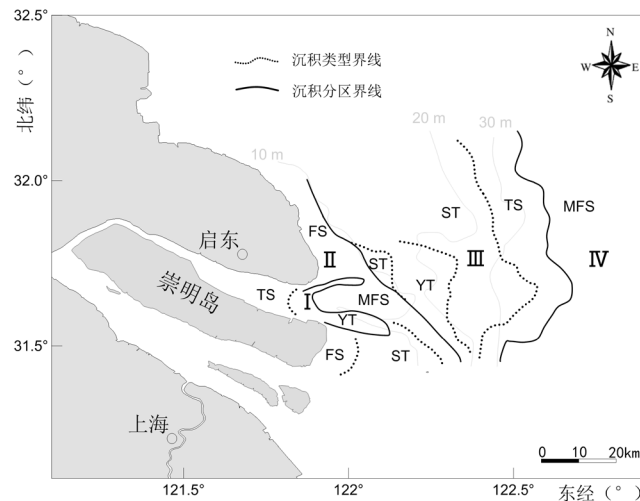 32.5°
北纬（°）
沉积类型界线
沉积分区界线
N
W
E
S
20 m
30 m
10 m
32.0°
TS
MFS
ST
FS
启东
Ⅱ
Ⅲ
Ⅳ
ST
YT
崇明岛
TS
Ⅰ
MFS
YT
31.5°
FS
ST
上海
0 10 20km
121.5°
122°
122.5°
东经（°）